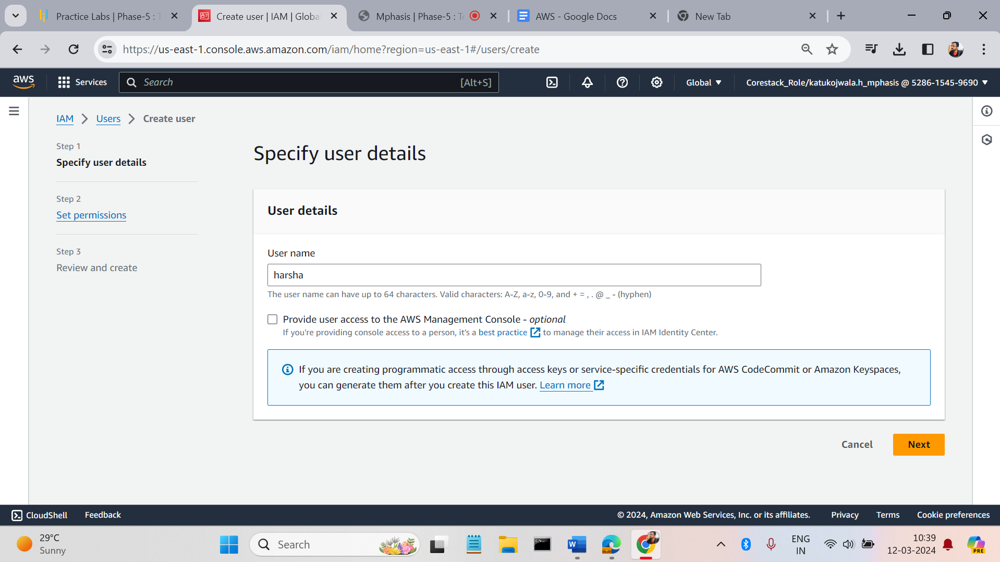 Practice Labs | Phase-5 : T
Create user | IAM | Global
Mphasis | Phase-5 : Te
AWS - Google Docs
New Tab
https://us-east-1.console.aws.amazon.com/iam/home?region=us-east-1#/users/create
aws
Services
Search
[Alt+S]
Global
Corestack_Role/katukojwala.h_mphasis @ 5286-1545-9690
IAM
Users
Create user
Step 1
Specify user details
Step 2
Set permissions
Step 3
Review and create
Specify user details
User details
User name
harsha
The user name can have up to 64 characters. Valid characters: A-Z, a-z, 0-9, and + = , . @ _ - (hyphen)
Provide user access to the AWS Management Console - optional
If you're providing console access to a person, it's a best practice to manage their access in IAM Identity Center.
If you are creating programmatic access through access keys or service-specific credentials for AWS CodeCommit or Amazon Keyspaces,
you can generate them after you create this IAM user. Learn more
Cancel
Next
CloudShell
Feedback
© 2024, Amazon Web Services, Inc. or its affiliates.
Privacy
Terms
Cookie preferences
29°C
Sunny
Search
ENG
IN
10:39
12-03-2024
PRE